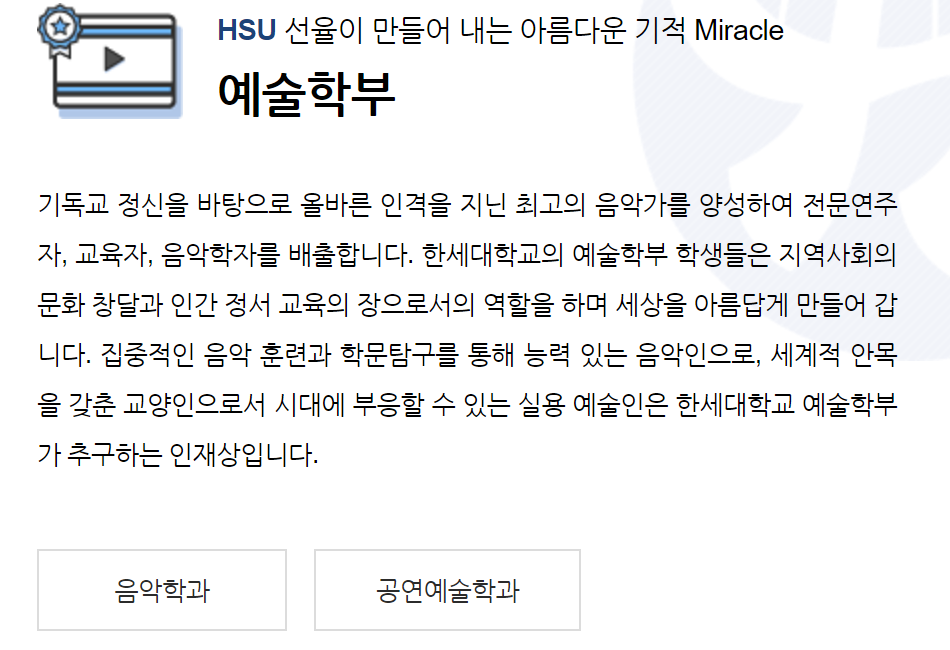 HSU 선율이 만들어 내는 아름다운 기적 Miracle
예술학부
기독교 정신을 바탕으로 올바른 인격을 지닌 최고의 음악가를 양성하여 전문연주
자, 교육자, 음악학자를 배출합니다. 한세대학교의 예술학부 학생들은 지역사회의
문화 창달과 인간 정서 교육의 장으로서의 역할을 하며 세상을 아름답게 만들어 갑
니다. 집중적인 음악 훈련과 학문탐구를 통해 능력 있는 음악인으로, 세계적 안목
을 갖춘 교양인으로서 시대에 부응할 수 있는 실용 예술인은 한세대학교 예술학부
가 추구하는 인재상입니다.
음악학과
공연예술학과